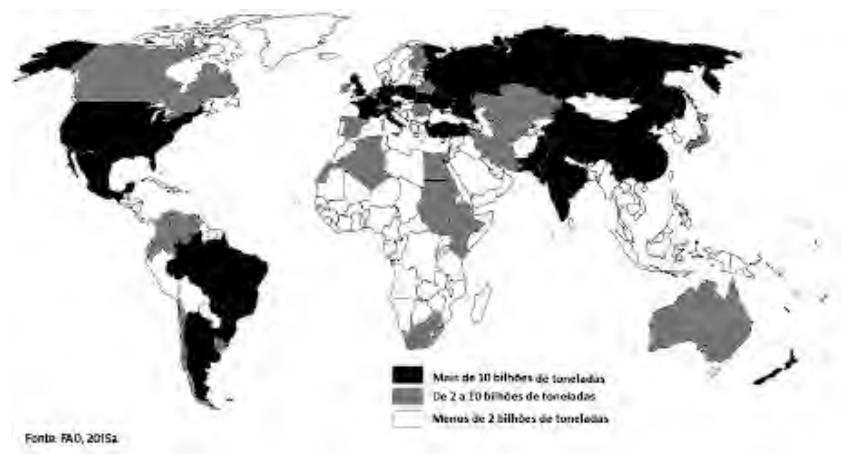 Mais de 10 bilhões de toneladas
De 2 a 10 bilhões de toneladas
Menos de 2 bilhões de toneladas
Fonte: FAO, 2015a.